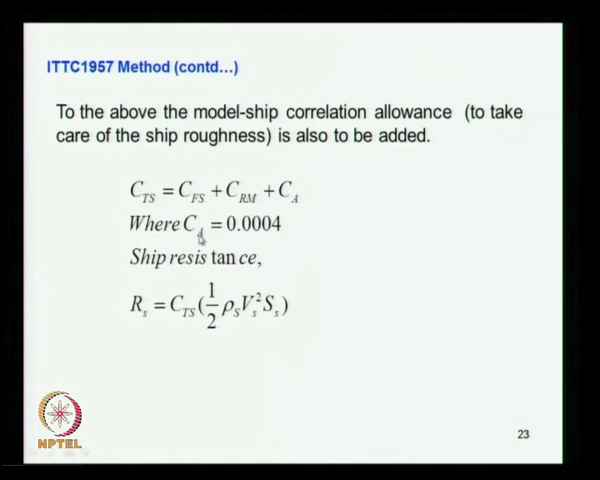 ITTC1957 Method (contd...)
To the above the model-ship correlation allowance (to take
care of the ship roughness) is also to be added.
C_TS = C_FS + C_RM + C_A
Where C_A = 0.0004
Ship resis tan ce,
R_s = C_TS (1/2 ρ_S V_s^2 S_s)
NPTEL
23